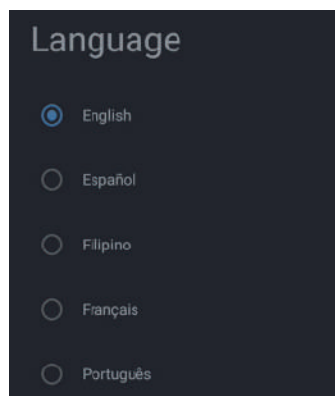 Language
English
Español
Filipino
Français
Português